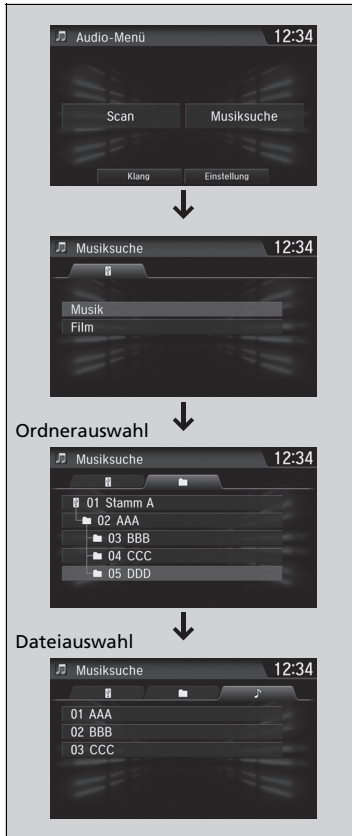 Audio-Menü 12:34
Scan Musiksuche
Klang Einstellung
Musiksuche 12:34
Musik
Film
Ordnerauswahl
Musiksuche 12:34
01 Stamm A
02 AAA
03 BBB
04 CCC
05 DDD
Dateiauswahl
Musiksuche 12:34
01 AAA
02 BBB
03 CCC